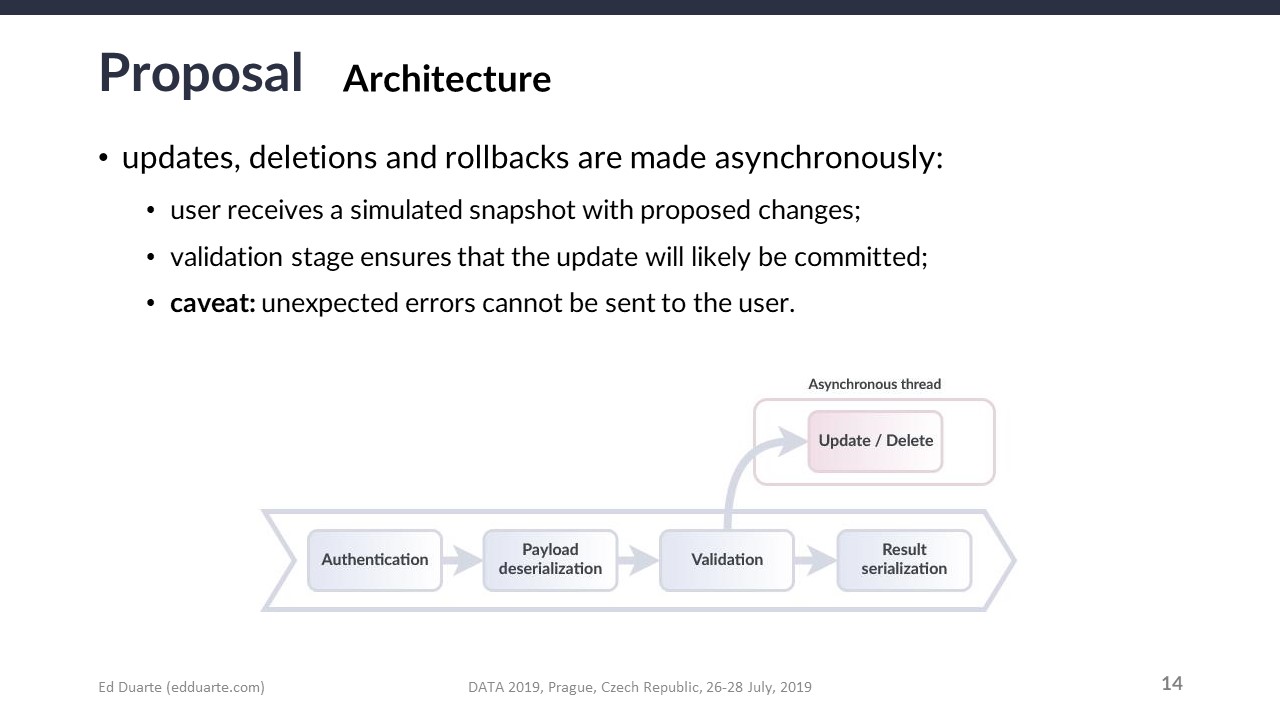 Proposal Architecture
• updates, deletions and rollbacks are made asynchronously:
• user receives a simulated snapshot with proposed changes;
• validation stage ensures that the update will likely be committed;
• caveat: unexpected errors cannot be sent to the user.
Asynchronous thread
Update / Delete
Authentication
Payload
deserialization
Validation
Result
serialization
Ed Duarte (edduarte.com)
DATA 2019, Prague, Czech Republic, 26-28 July, 2019
14